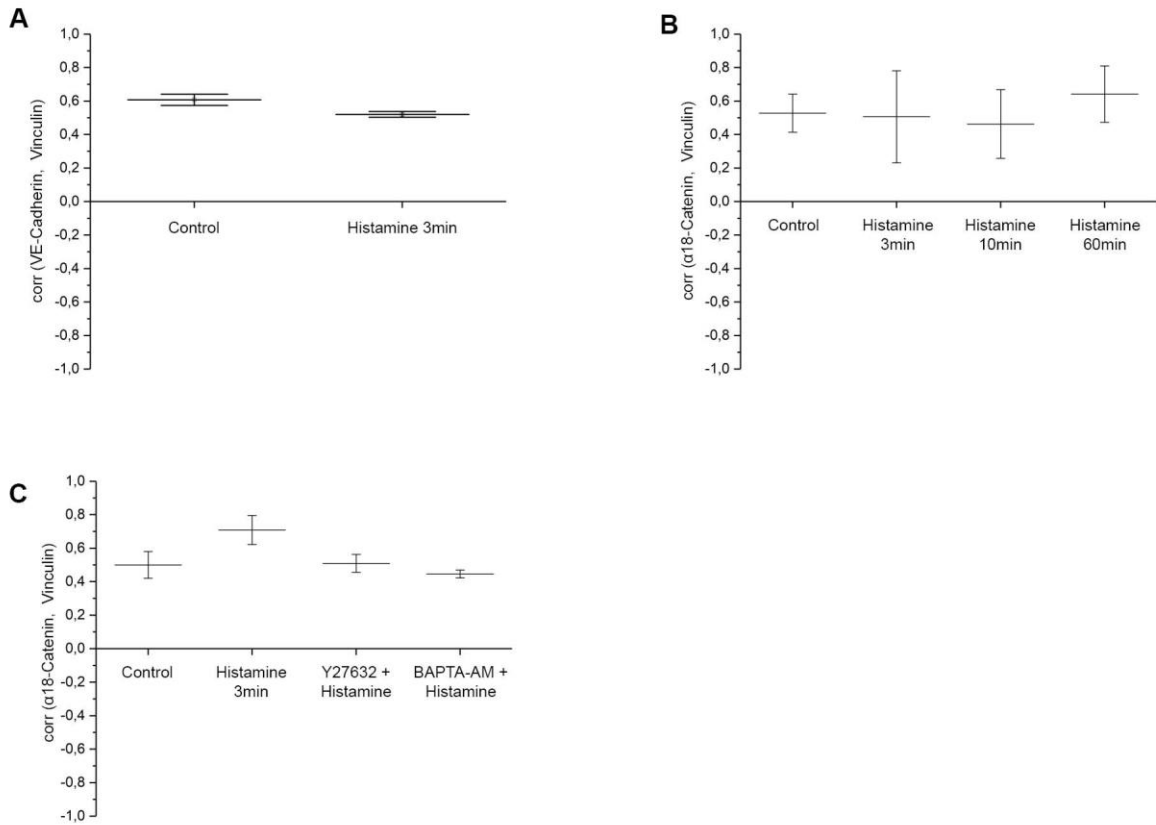 A
1,0
0,8
0,6
0,4
0,2
0,0
-0,2
-0,4
-0,6
-0,8
-1,0
corr (VE-Cadherin, Vinculin)
Control
Histamine 3min
B
1,0
0,8
0,6
0,4
0,2
0,0
-0,2
-0,4
-0,6
-0,8
-1,0
corr (α18-Catenin, Vinculin)
Control
Histamine
3min
Histamine
10min
Histamine
60min
C
1,0
0,8
0,6
0,4
0,2
0,0
-0,2
-0,4
-0,6
-0,8
-1,0
corr (α18-Catenin, Vinculin)
Control
Histamine
3min
Y27632 +
Histamine
BAPTA-AM +
Histamine